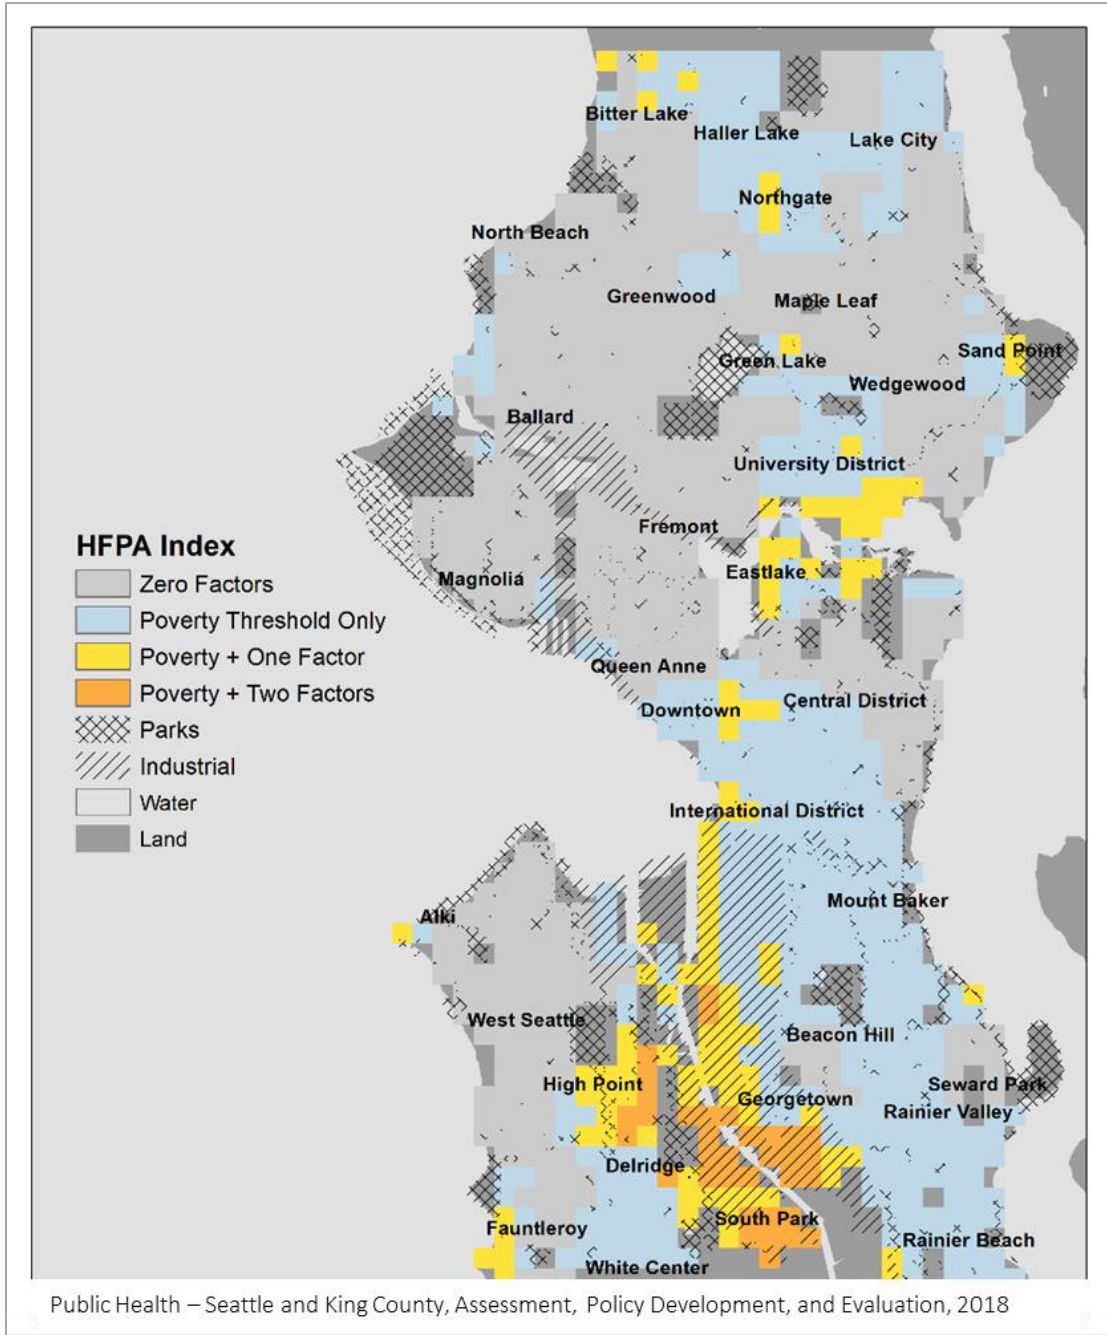 Bitter Lake
Haller Lake
Lake City
Northgate
North Beach
Greenwood
Maple Leaf
Sand Point
Green Lake
Wedgewood
Ballard
University District
Fremont
HFPA Index
Zero Factors
Poverty Threshold Only
Poverty + One Factor
Poverty + Two Factors
Parks
Industrial
Water
Land
Magnolia
Eastlake
Queen Anne
Central District
Downtown
International District
Mount Baker
Alki
West Seattle
Beacon Hill
High Point
Seward Park
Georgetown
Rainier Valley
Delridge
South Park
Fauntleroy
Rainier Beach
White Center
Public Health – Seattle and King County, Assessment, Policy Development, and Evaluation, 2018